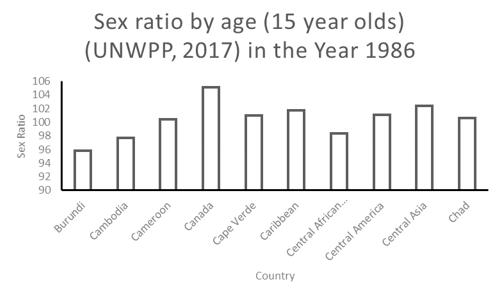 Sex ratio by age (15 year olds)
(UNWPP, 2017) in the Year 1986
106
104
102
100
98
96
94
92
90
Sex Ratio
Burundi
Cambodia
Cameroon
Canada
Cape Verde
Caribbean
Central African...
Central America
Central Asia
Chad
Country